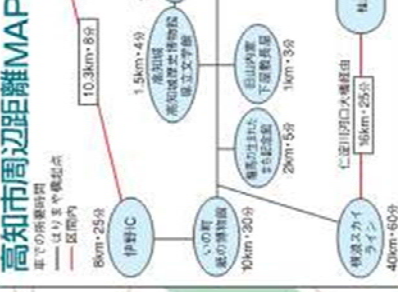 高知市周辺距離MAP
車での所要時間
はりまや橋起点
区間内
8km・25分
伊野IC
10.3km・8分
いの町
紙の博物館
10km・30分
1.5km・4分
高知城
高知城歴史博物館
県立文学館
旧山内家
下屋敷長屋
1km・3分
龍馬の生まれた
まち記念館
2km・5分
仁淀川河口大橋経由
16km・25分
横浪スカイ
ライン
40km・60分